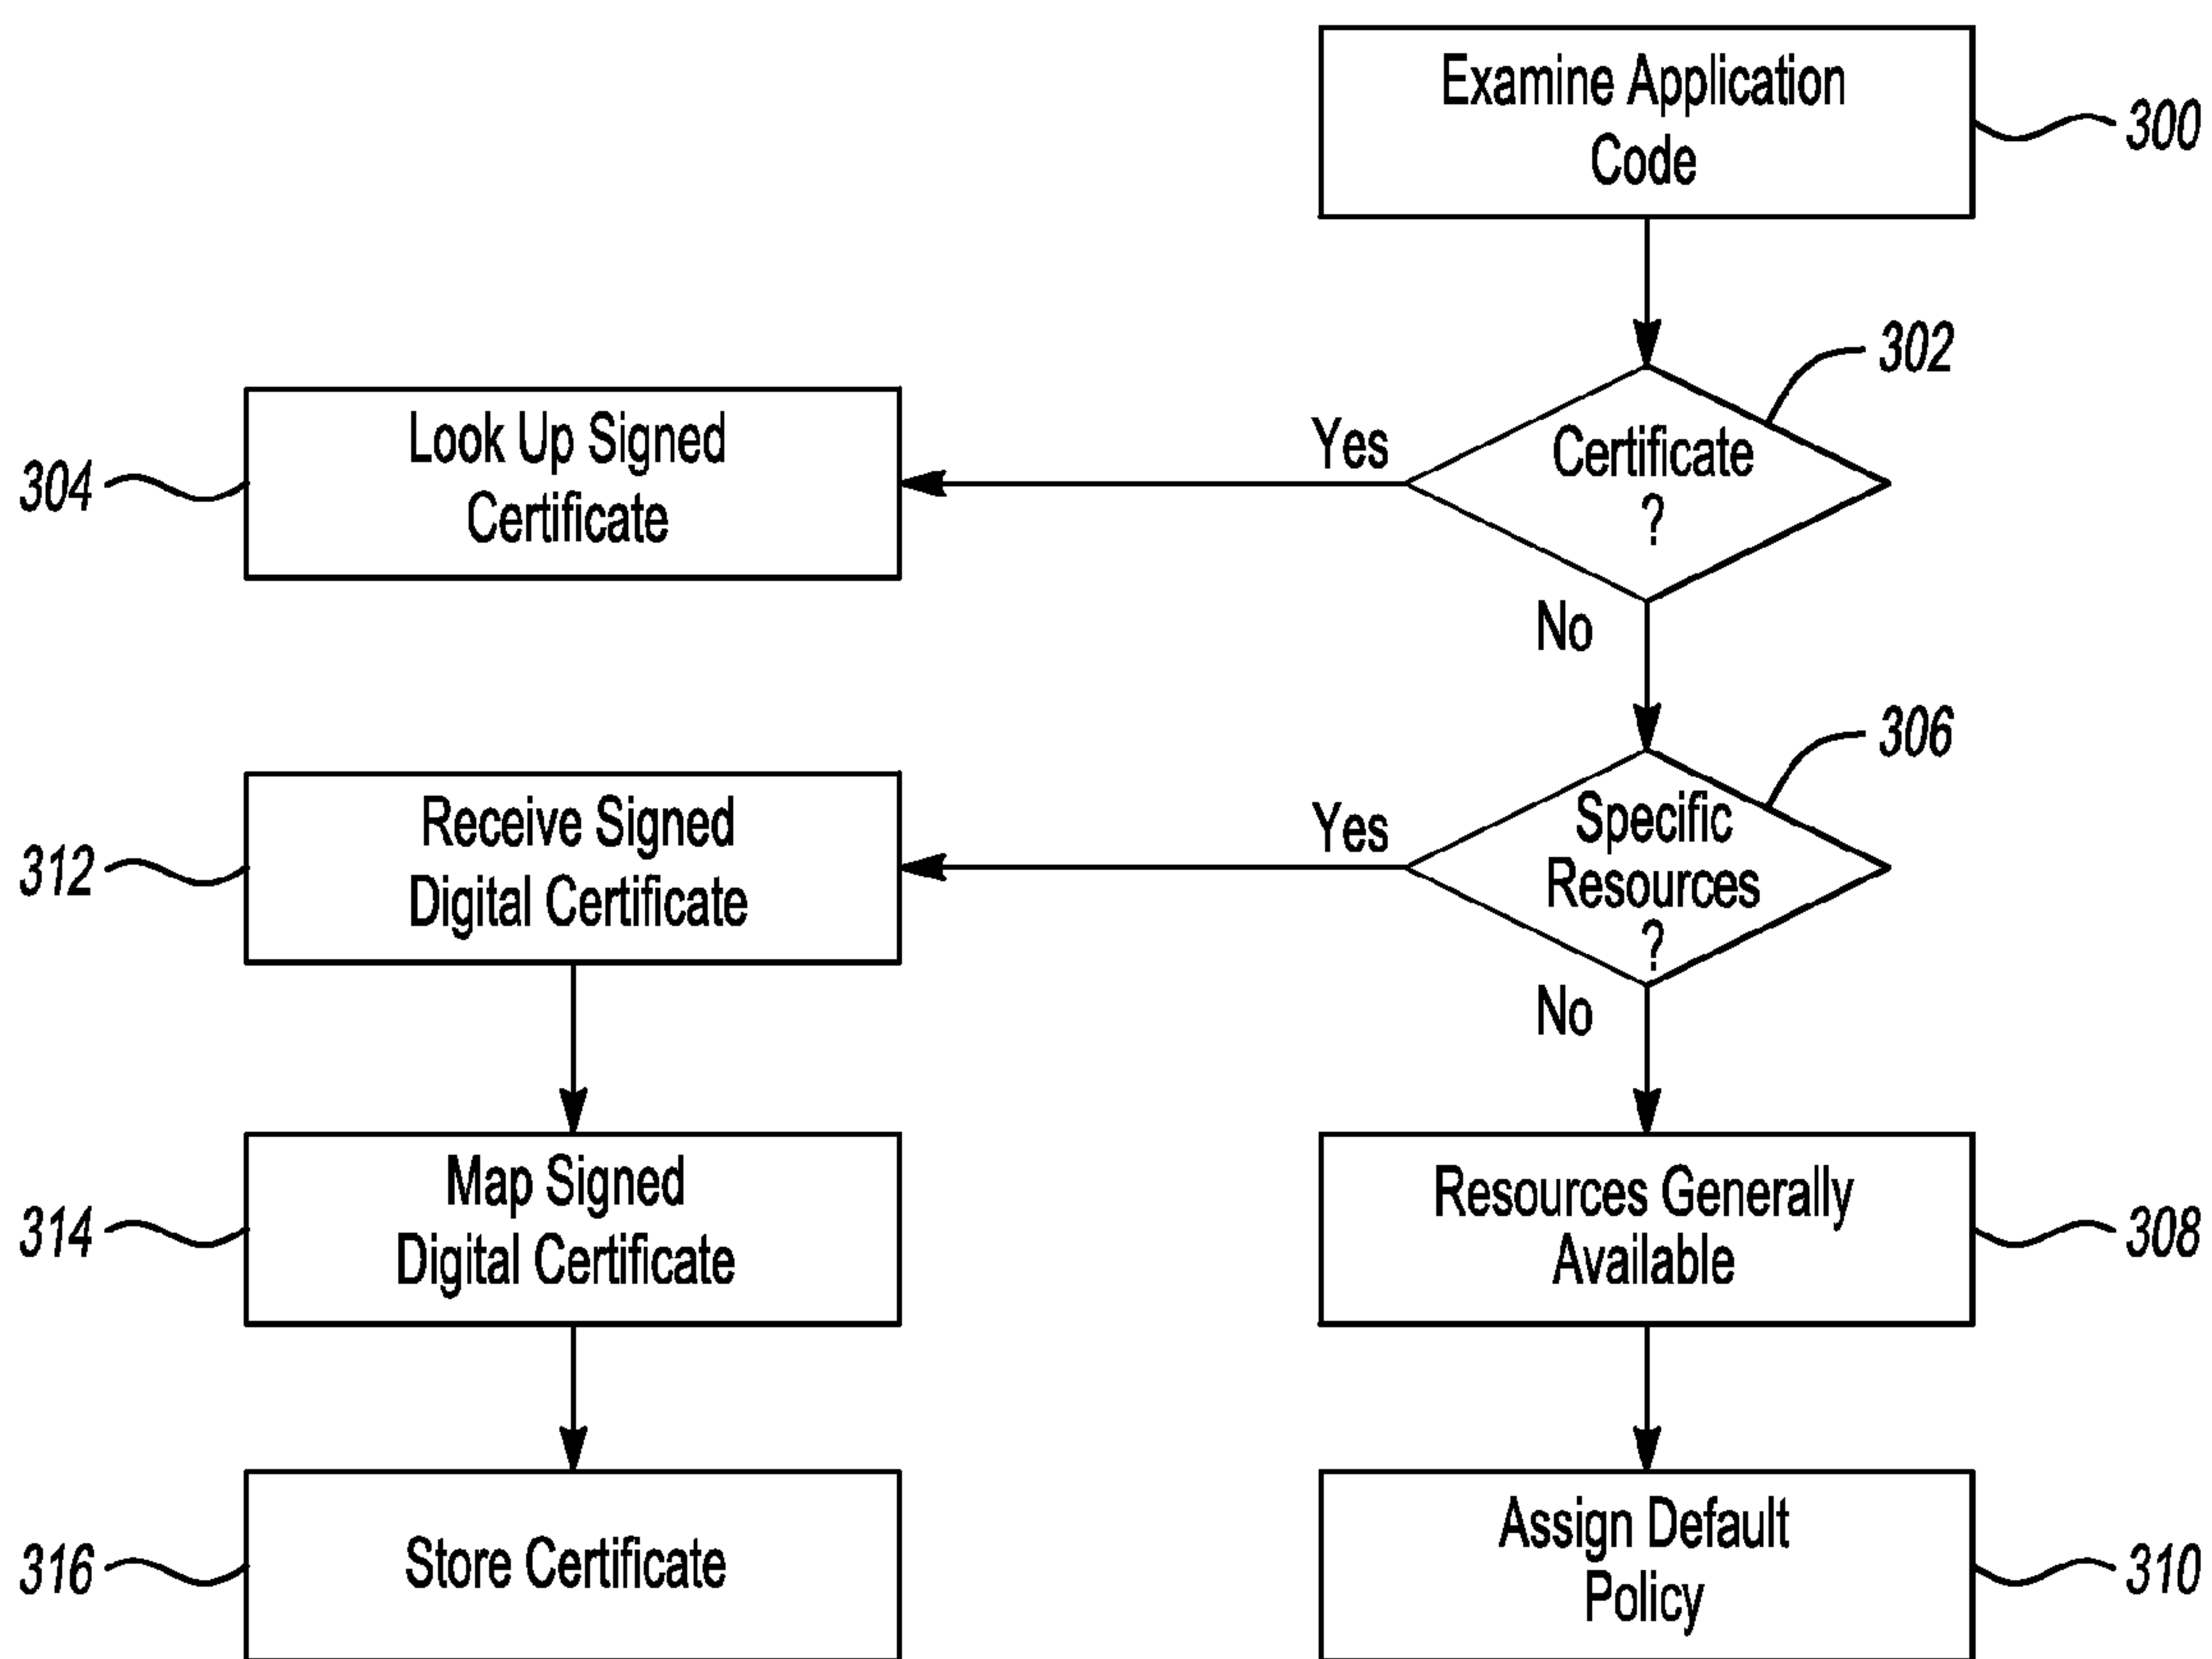 Examine Application
Code
300
302
Certificate
?
Yes
No
Look Up Signed
Certificate
304
306
Specific
Resources
?
Yes
No
Receive Signed
Digital Certificate
312
Map Signed
Digital Certificate
314
Resources Generally
Available
308
Store Certificate
316
Assign Default
Policy
310